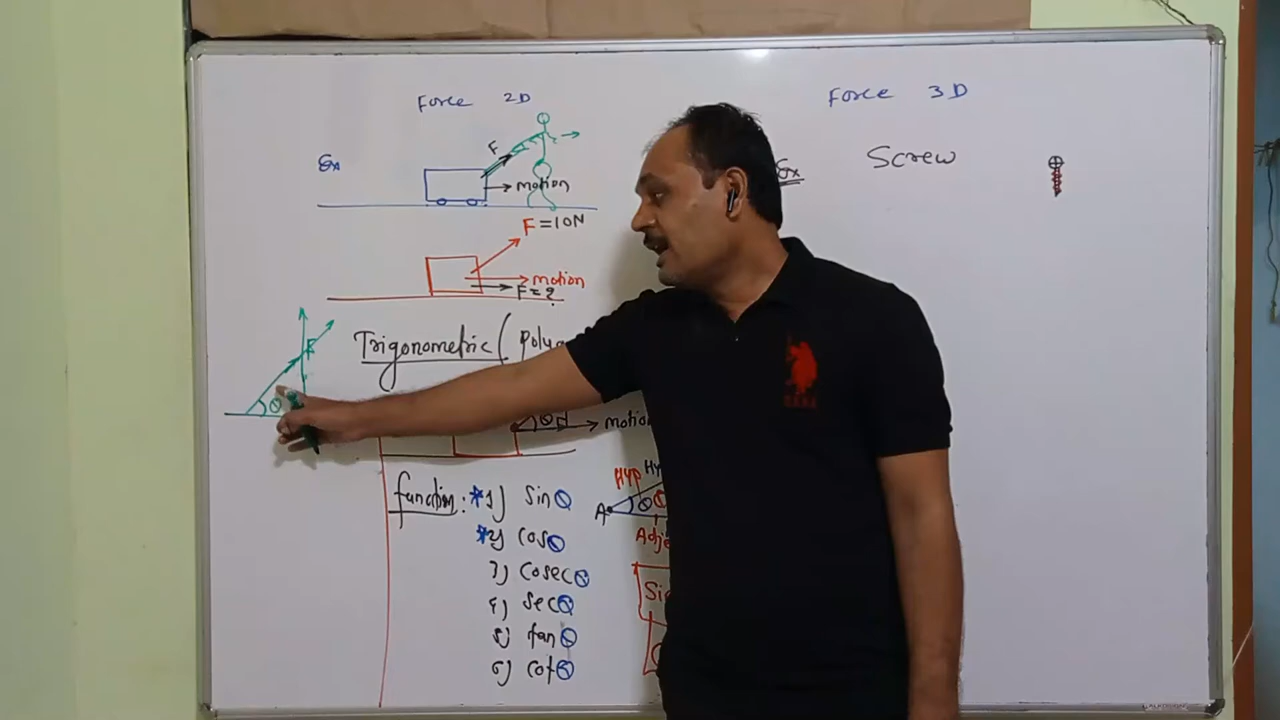 Force 2D
Force 3D
Ex
F
motion
Ex
Screw
F = 10N
motion
F = ?
F
θ
Trigonometric (
θ
motion
function:
*1) Sin θ
*2) cos θ
3) cosec θ
4) sec θ
5) tan θ
6) cot θ
HYP
A
θ